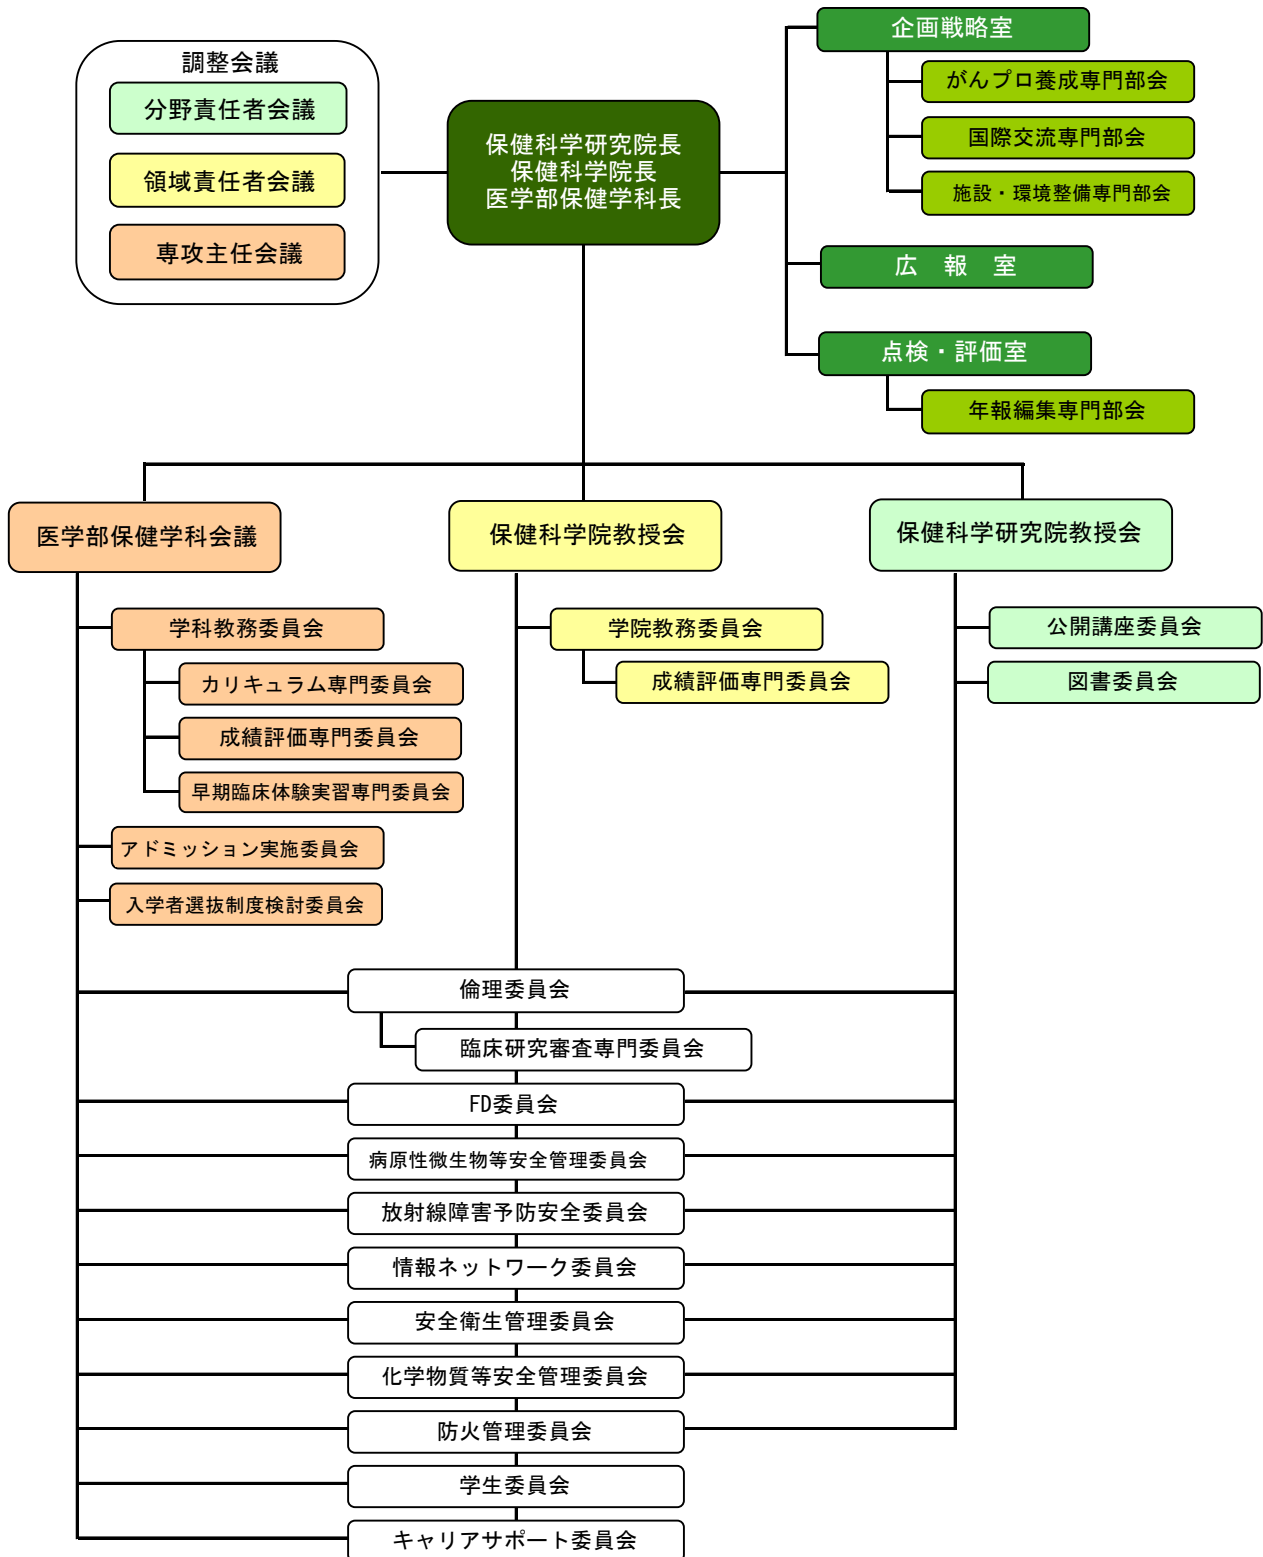 調整会議
分野責任者会議
領域責任者会議
専攻主任会議
保健科学研究院長
保健科学院長
医学部保健学科長
企画戦略室
がんプロ養成専門部会
国際交流専門部会
施設・環境整備専門部会
広　報　室
点検・評価室
年報編集専門部会
医学部保健学科会議
保健科学院教授会
保健科学研究院教授会
学科教務委員会
カリキュラム専門委員会
成績評価専門委員会
早期臨床体験実習専門委員会
アドミッション実施委員会
入学者選抜制度検討委員会
学院教務委員会
成績評価専門委員会
公開講座委員会
図書委員会
倫理委員会
臨床研究審査専門委員会
FD委員会
病原性微生物等安全管理委員会
放射線障害予防安全委員会
情報ネットワーク委員会
安全衛生管理委員会
化学物質等安全管理委員会
防火管理委員会
学生委員会
キャリアサポート委員会